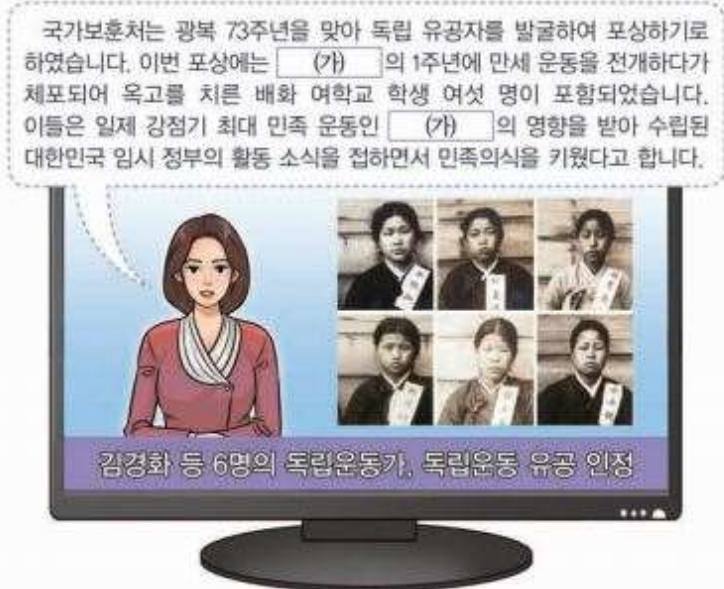 국가보훈처는 광복 73주년을 맞아 독립 유공자를 발굴하여 포상하기로
하였습니다. 이번 포상에는 (가) 의 1주년에 만세 운동을 전개하다가
체포되어 옥고를 치른 배화 여학교 학생 여섯 명이 포함되었습니다.
이들은 일제 강점기 최대 민족 운동인 (가) 의 영향을 받아 수립된
대한민국 임시 정부의 활동 소식을 접하면서 민족의식을 키웠다고 합니다.
김경화 등 6명의 독립운동가, 독립운동 유공 인정